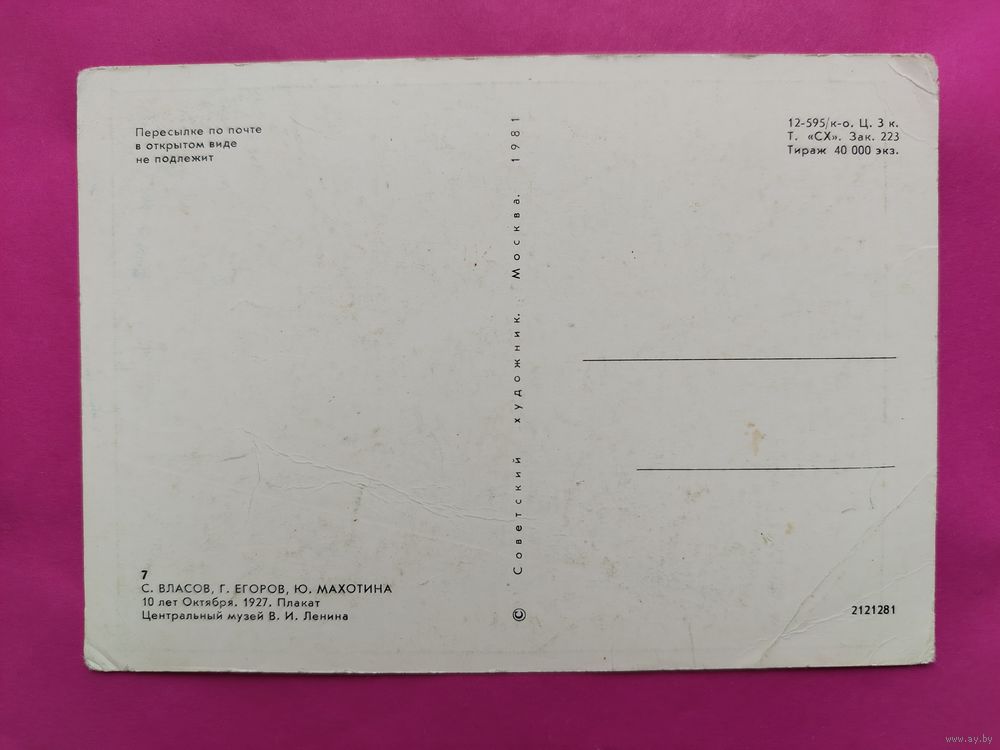 Пересылке по почте
в открытом виде
не подлежит
7
С. ВЛАСОВ, Г. ЕГОРОВ, Ю. МАХОТИНА
10 лет Октября. 1927. Плакат
Центральный музей В. И. Ленина
© Советский художник. Москва. 1981
12-595/к-о. Ц. 3 к.
Т. «СХ». Зак. 223
Тираж 40 000 экз.
2121281
www.ay.by